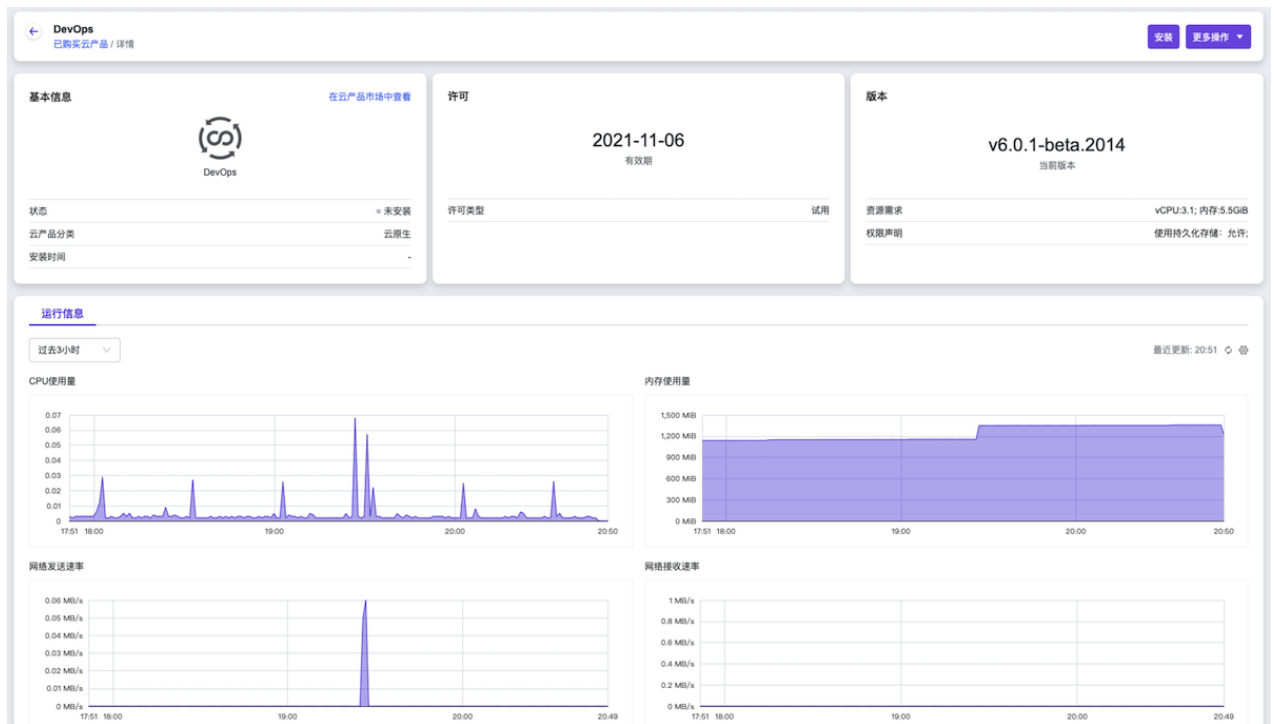 DevOps
已购买云产品 / 详情
安装
更多操作
基本信息
在云产品市场中查看
DevOps
状态
未安装
云产品分类
云原生
安装时间
-
许可
2021-11-06
有效期
许可类型
试用
版本
v6.0.1-beta.2014
当前版本
资源需求
vCPU:3.1; 内存:5.5GiB
权限声明
使用持久化存储：允许;
运行信息
过去3小时
最近更新: 20:51
CPU使用量
0.07
0.06
0.05
0.04
0.03
0.02
0.01
0
17:51 18:00 19:00 20:00 20:50
内存使用量
1,500 MiB
1,200 MiB
900 MiB
600 MiB
300 MiB
0 MiB
17:51 18:00 19:00 20:00 20:50
网络发送速率
0.06 MB/s
0.05 MB/s
0.04 MB/s
0.03 MB/s
0.02 MB/s
0.01 MB/s
0 MB/s
17:51 18:00 19:00 20:00 20:49
网络接收速率
1 MB/s
0.8 MB/s
0.6 MB/s
0.4 MB/s
0.2 MB/s
0 MB/s
17:51 18:00 19:00 20:00 20:49